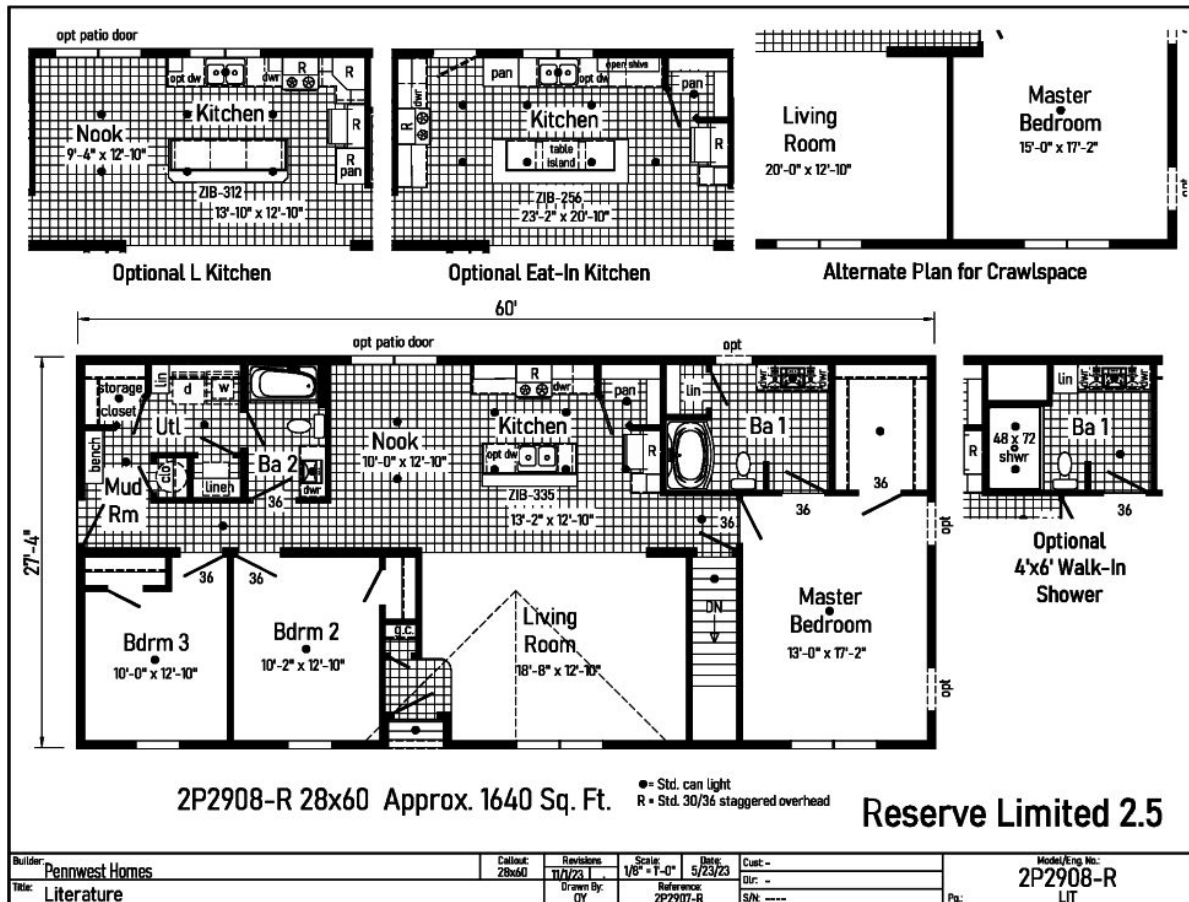 opt patio door
opt dw
dwr
R
R
Kitchen
R
Nook
9'-4" x 12'-10"
R
pan
ZIB-312
13'-10" x 12'-10"
Optional L Kitchen
pan
opt dw
open shlvs
dwr
pan
R
Kitchen
R
table
island
ZIB-256
23'-2" x 20'-10"
Optional Eat-In Kitchen
Living
Room
20'-0" x 12'-10"
Master
Bedroom
15'-0" x 17'-2"
opt
Alternate Plan for Crawlspace
60'
27'-4"
opt patio door
opt
storage
closet
lin
d
w
Utl
bench
Mud
Rm
clo
lineh
Ba 2
dwr
36
Nook
10'-0" x 12'-10"
R
dwr
Kitchen
pan
opt dw
R
ZIB-335
13'-2" x 12'-10"
lin
dwr
dwr
Ba 1
36
36
36
opt
36
36
Bdrm 3
10'-0" x 12'-10"
Bdrm 2
10'-2" x 12'-10"
g.c.
Living
Room
18'-8" x 12'-10"
DN
Master
Bedroom
13'-0" x 17'-2"
opt
lin
dwr
dwr
R
48 x 72
shwr
Ba 1
36
Optional
4'x6' Walk-In
Shower
2P2908-R 28x60 Approx. 1640 Sq. Ft.
●= Std. can light
R = Std. 30/36 staggered overhead
Reserve Limited 2.5
Builder: Pennwest Homes
Title: Literature
Callout:
28x60
Revisions
11/1/23
Scale:
1/8" = 1'-0"
Date:
5/23/23
Drawn By:
OY
Reference:
2P2907-R
Cust: -
Dlr: -
S/N: ----
Model/Eng. No.:
2P2908-R
Pg.: LIT